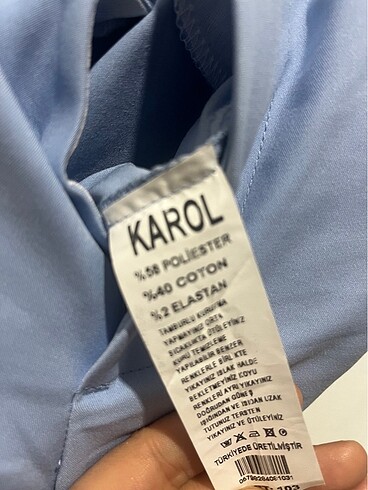 KAROL
%58 POLİESTER
%40 COTON
%2 ELASTAN
TAMBURLU KURUTMA
YAPMAYINIZ ORTA
SICAKLIKTA ÜTÜLEYİNİZ
KURU TEMİZLEME
YAPILABİLİR BENZER
RENKLERLE BİRLİKTE
YIKAYINIZ ISLAK HALDE
BEKLETMEYİNİZ KOYU
RENKLERİ AYRI YIKAYINIZ
DOĞRUDAN GÜNEŞ
IŞIĞINDAN VE ISIDAN UZAK
TUTUNUZ TERSTEN
YIKAYINIZ VE ÜTÜLEYİNİZ
TÜRKİYEDE ÜRETİLMİŞTİR